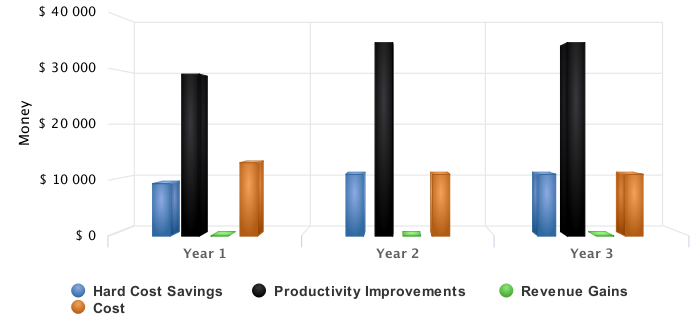 $ 40 000
$ 30 000
$ 20 000
$ 10 000
$ 0
Money
Year 1
Year 2
Year 3
Hard Cost Savings
Productivity Improvements
Revenue Gains
Cost